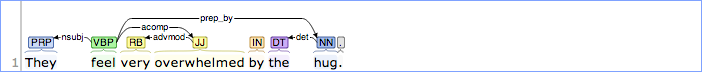 prep_by
acomp
nsubj advmod det
PRP VBP RB JJ IN DT NN .
1 They feel very overwhelmed by the hug.